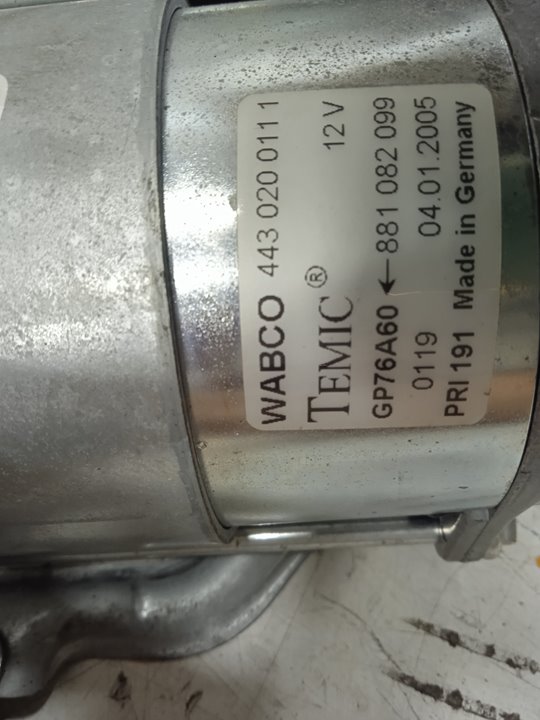 WABCO 443 020 011 1
TEMIC® 12 V
GP76A60 ← 881 082 099
0119 04.01.2005
PRI 191 Made in Germany